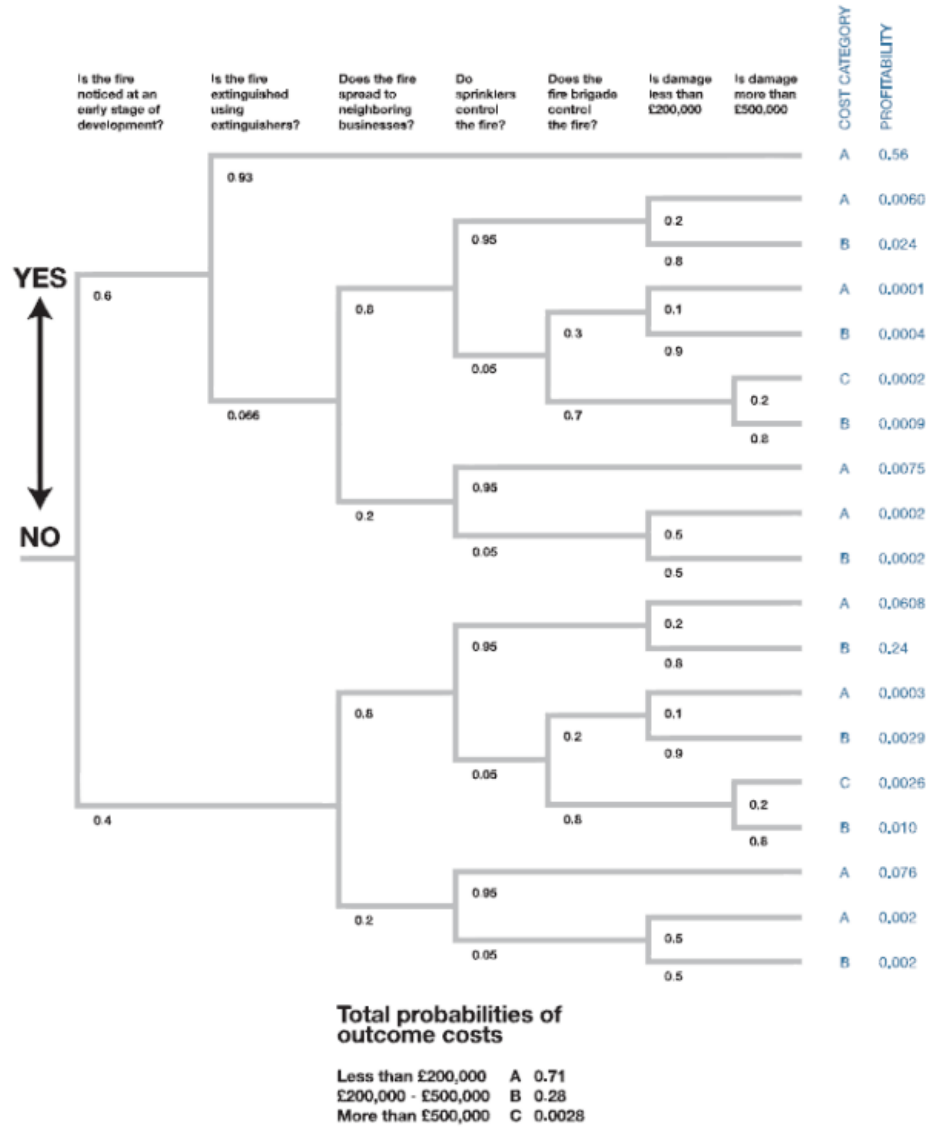 COST CATEGORY
PROFITABILITY
Is the fire
noticed at an
early stage of
development?
Is the fire
extinguished
using
extinguishers?
Does the fire
spread to
neighboring
businesses?
Do
sprinklers
control
the fire?
Does the
fire brigade
control
the fire?
Is damage
less than
£200,000
Is damage
more than
£500,000
A 0.56
0.93
A 0.0060
0.2
0.95
B 0.024
0.8
YES
0.6
A 0.0001
0.8
0.1
0.3
B 0.0004
0.9
0.05
C 0.0002
0.2
0.066
0.7
B 0.0009
0.8
A 0.0075
0.95
0.2
A 0.0002
0.5
NO
0.05
B 0.0002
0.5
A 0.0608
0.2
0.95
B 0.24
0.8
A 0.0003
0.8
0.1
0.2
B 0.0029
0.9
0.05
C 0.0026
0.2
0.4
0.8
B 0.010
0.8
A 0.076
0.95
0.2
A 0.002
0.5
0.05
B 0.002
0.5
Total probabilities of
outcome costs
Less than £200,000 A 0.71
£200,000 - £500,000 B 0.28
More than £500,000 C 0.0028